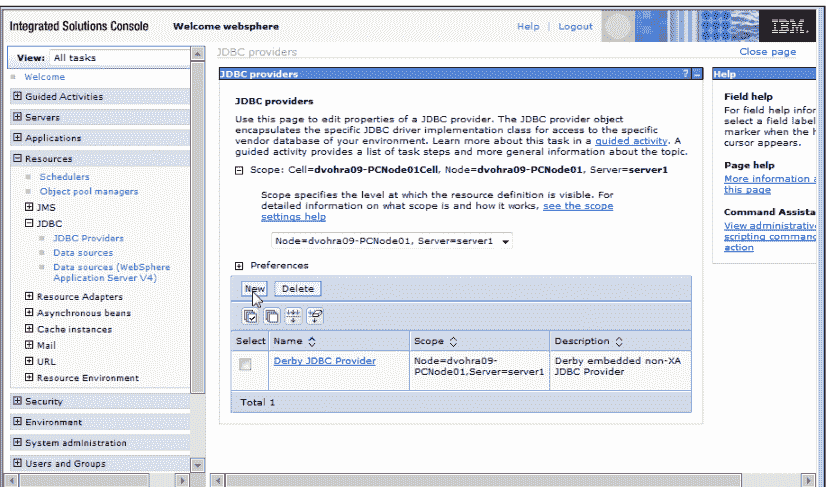 Integrated Solutions Console Welcome websphere Help | Logout IBM.
View: All tasks
Welcome
Guided Activities
Servers
Applications
Resources
Schedulers
Object pool managers
JMS
JDBC
JDBC Providers
Data sources
Data sources (WebSphere
Application Server V4)
Resource Adapters
Asynchronous beans
Cache instances
Mail
URL
Resource Environment
Security
Environment
System administration
Users and Groups
JDBC providers Close page
JDBC providers ? -
JDBC providers
Use this page to edit properties of a JDBC provider. The JDBC provider object
encapsulates the specific JDBC driver implementation class for access to the specific
vendor database of your environment. Learn more about this task in a guided activity. A
guided activity provides a list of task steps and more general information about the topic.
Scope: Cell=dvohra09-PCNode01Cell, Node=dvohra09-PCNode01, Server=server1
Scope specifies the level at which the resource definition is visible. For
detailed information on what scope is and how it works, see the scope
settings help
Node=dvohra09-PCNode01, Server=server1
Preferences
New Delete
Select Name Scope Description
Derby JDBC Provider Node=dvohra09- Derby embedded non-XA
PCNode01,Server=server1 JDBC Provider
Total 1
Help
Field help
For field help infor
select a field label
marker when the h
cursor appears.
Page help
More information a
this page
Command Assista
View administrative
scripting command
action